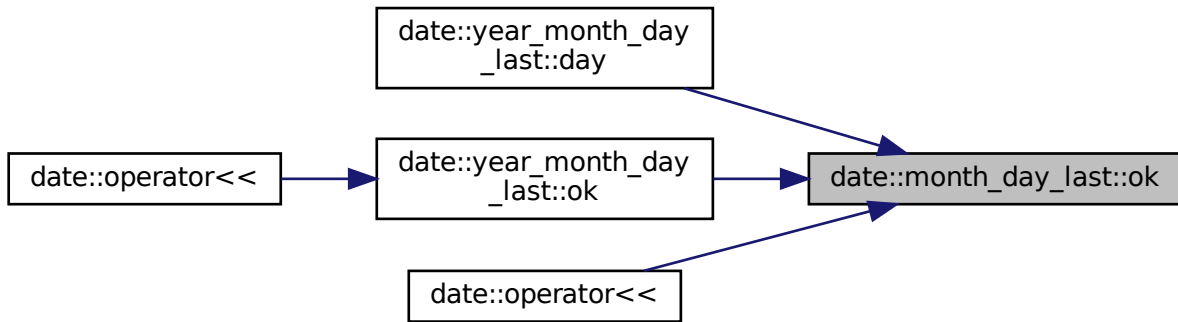 date::year_month_day
_last::day
date::operator<<
date::year_month_day
_last::ok
date::month_day_last::ok
date::operator<<